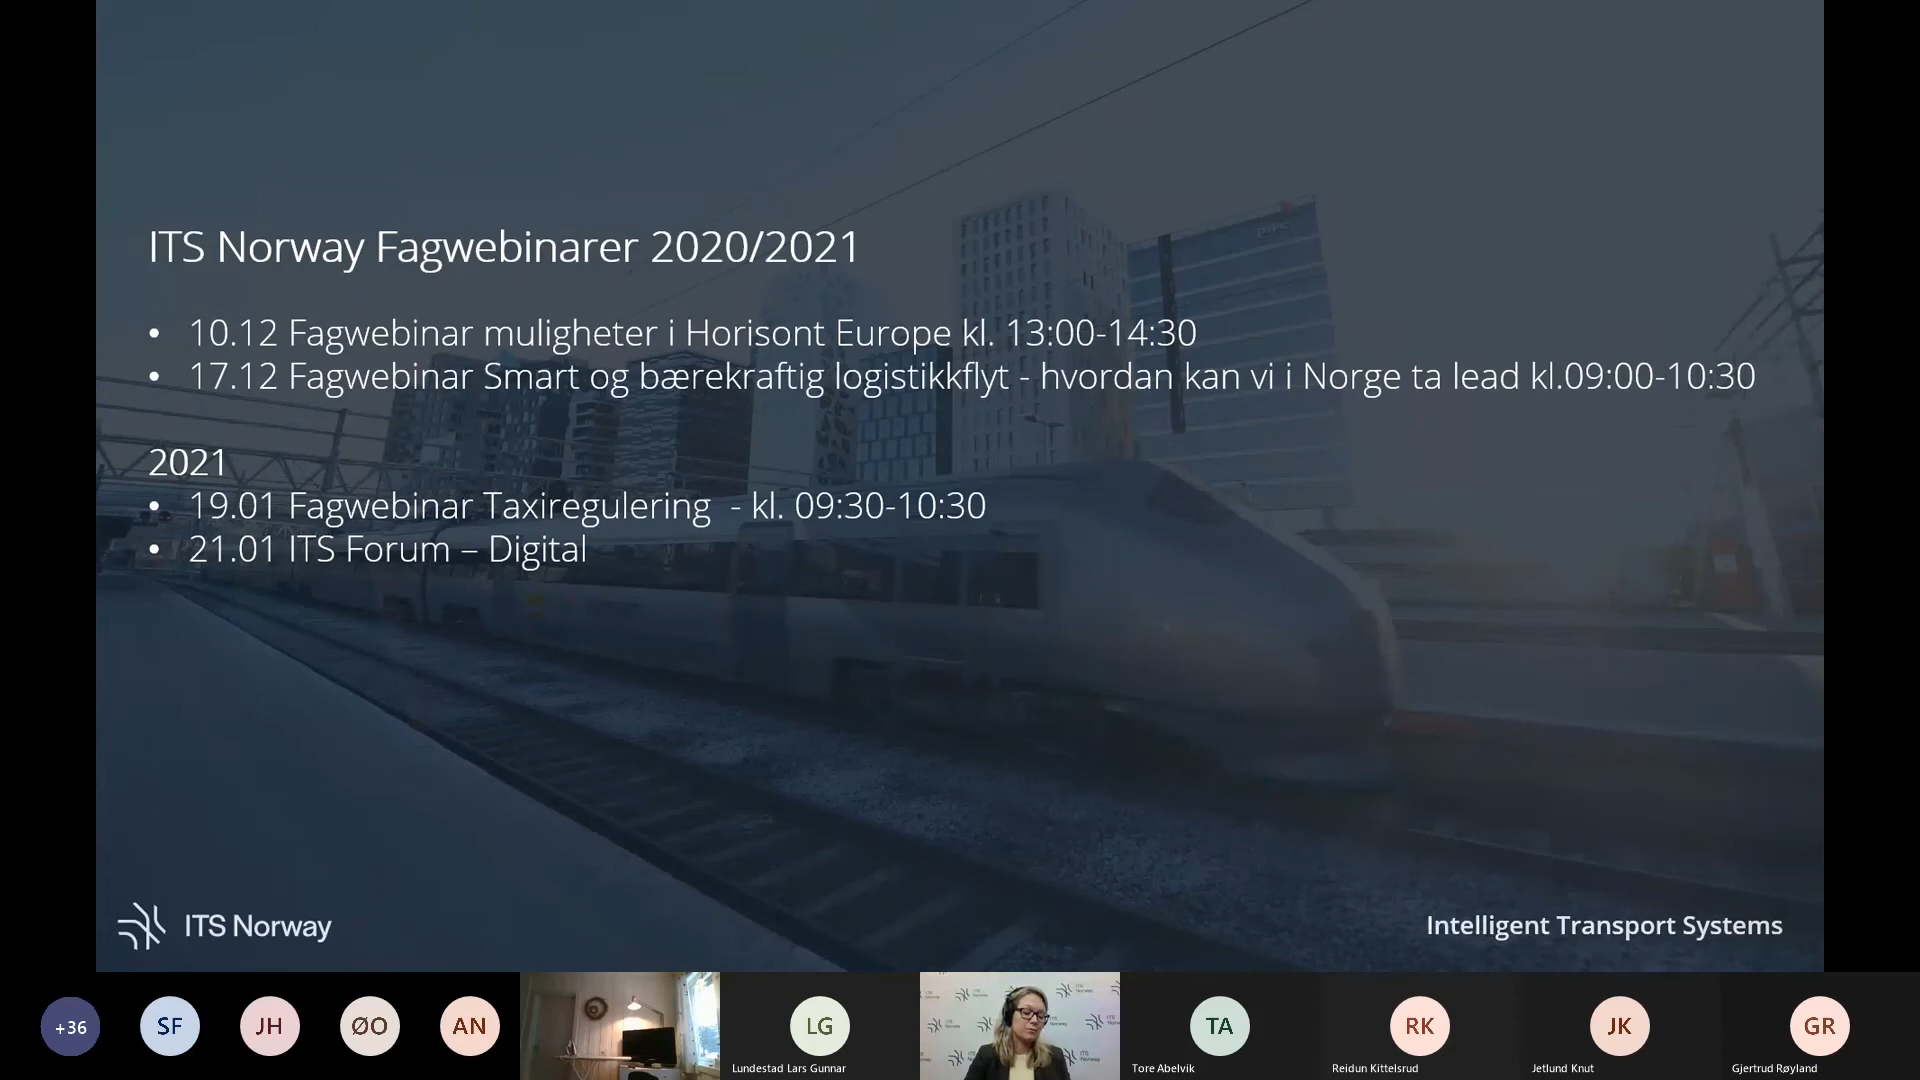 ITS Norway Fagwebinarer 2020/2021
• 10.12 Fagwebinar muligheter i Horisont Europe kl. 13:00-14:30
• 17.12 Fagwebinar Smart og bærekraftig logistikkflyt - hvordan kan vi i Norge ta lead kl.09:00-10:30
2021
• 19.01 Fagwebinar Taxiregulering - kl. 09:30-10:30
• 21.01 ITS Forum – Digital
ITS Norway
Intelligent Transport Systems
+36
SF
JH
ØO
AN
LG
Lundestad Lars Gunnar
TA
Tore Abelvik
RK
Reidun Kittelsrud
JK
Jetlund Knut
GR
Gjertrud Røyland